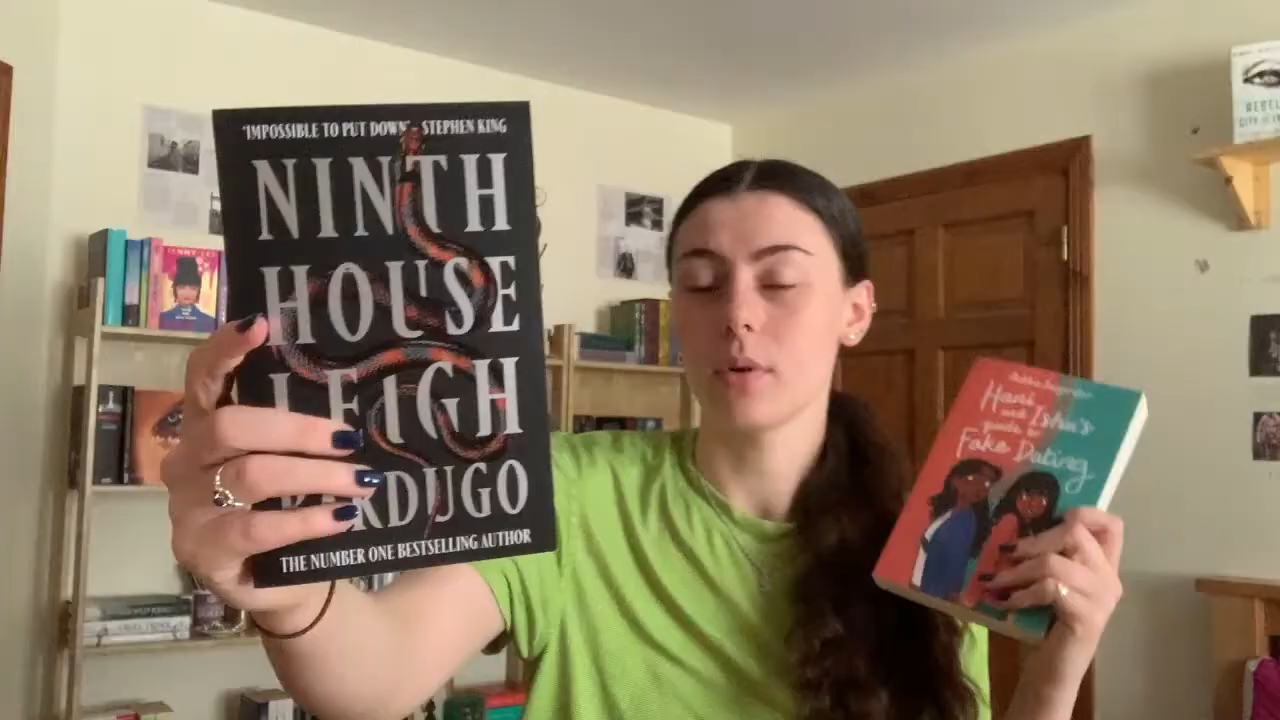 'IMPOSSIBLE TO PUT DOWN' STEPHEN KING
NINTH
HOUSE
LEIGH
BARDUGO
THE NUMBER ONE BESTSELLING AUTHOR
Hani
and Ishu's
guide to
Fake Dating
REBEL